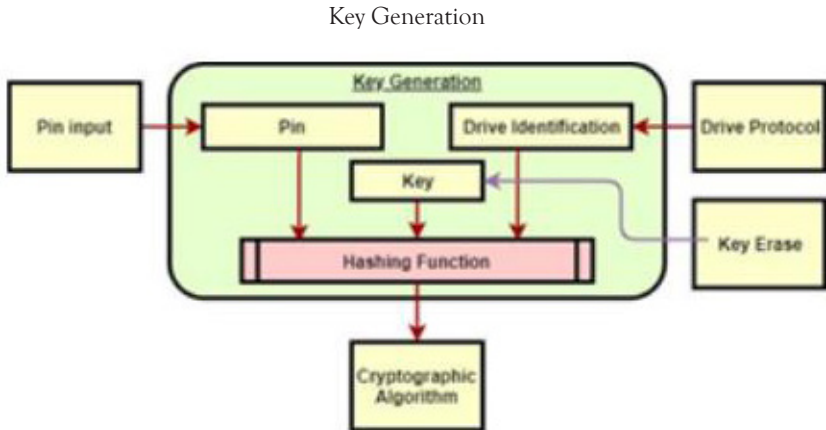 Key Generation
Key Generation
Pin input
Pin
Drive Identification
Drive Protocol
Key
Key Erase
Hashing Function
Cryptographic
Algorithm